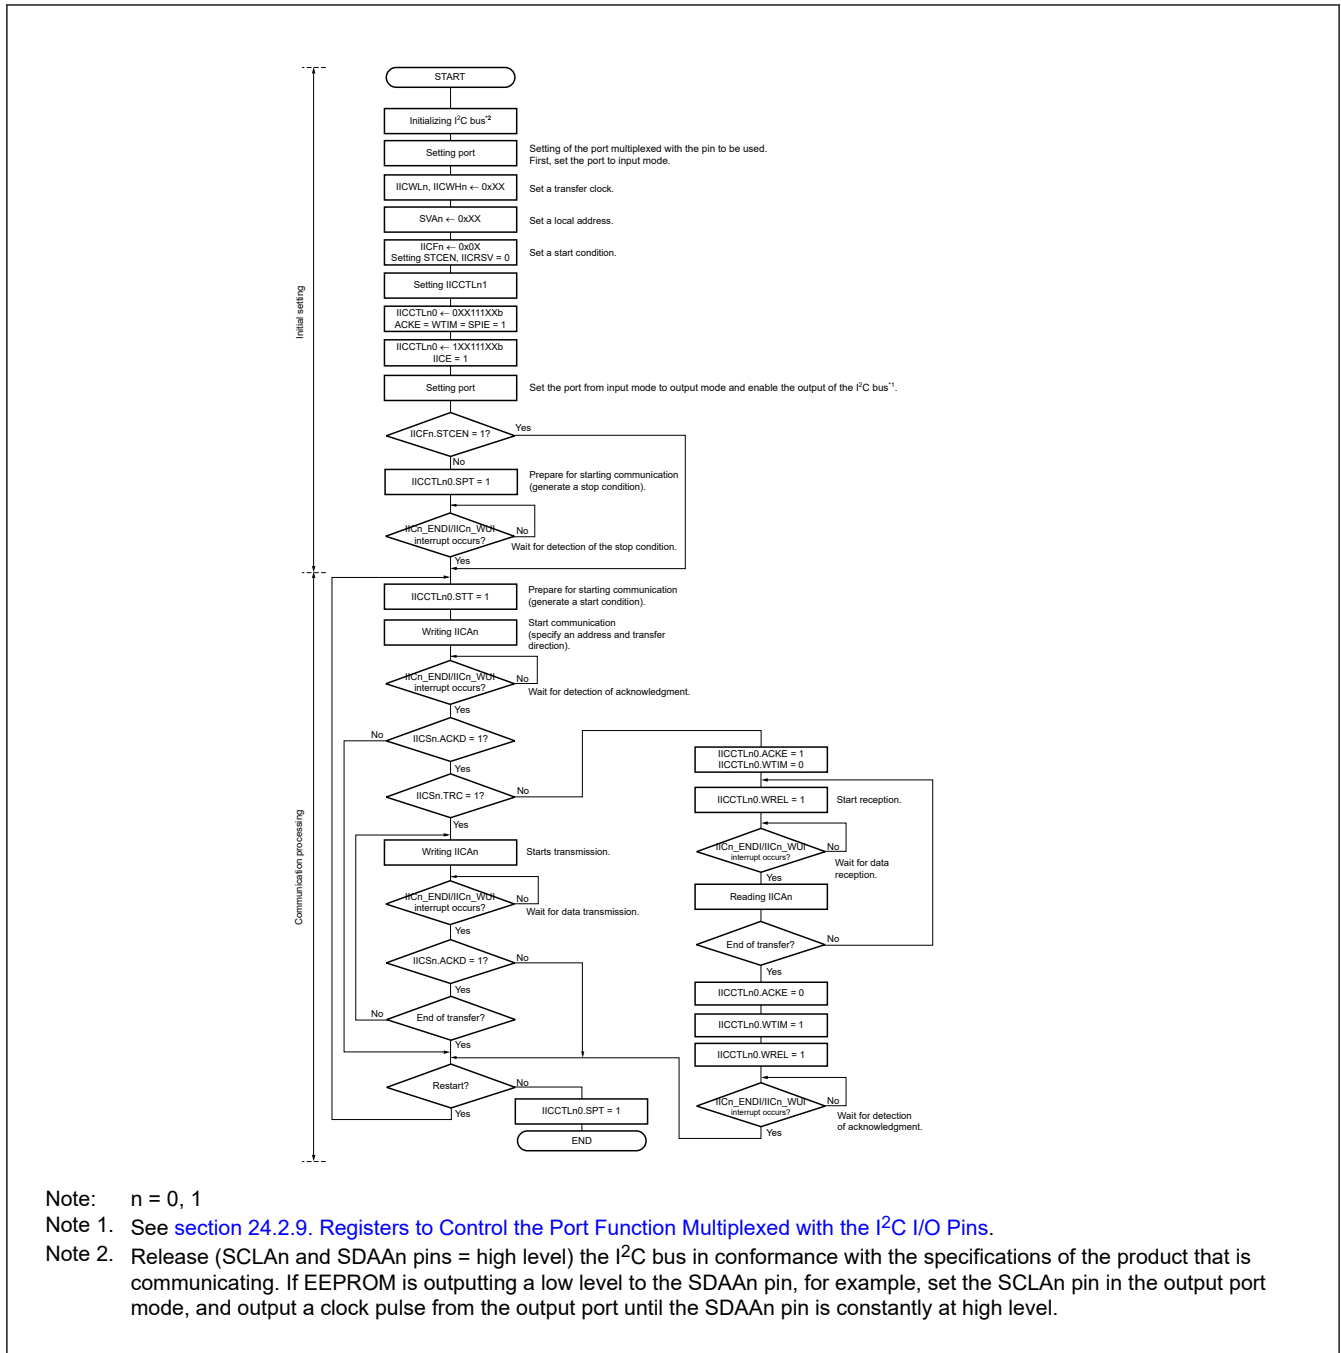 START
Initializing I²C bus*2
Setting port
Setting of the port multiplexed with the pin to be used.
First, set the port to input mode.
IICWLn, IICWHn ← 0xXX
Set a transfer clock.
SVAn ← 0xXX
Set a local address.
IICFn ← 0x0X
Setting STCEN, IICRSV = 0
Set a start condition.
Setting IICCTLn1
IICCTLn0 ← 0XX111XXb
ACKE = WTIM = SPIE = 1
IICCTLn0 ← 1XX111XXb
IICE = 1
Setting port
Set the port from input mode to output mode and enable the output of the I²C bus*1.
Initial setting
IICFn.STCEN = 1?
Yes
No
IICCTLn0.SPT = 1
Prepare for starting communication
(generate a stop condition).
IICn_ENDI/IICn_WUI
interrupt occurs?
No
Wait for detection of the stop condition.
Yes
IICCTLn0.STT = 1
Prepare for starting communication
(generate a start condition).
Writing IICAn
Start communication
(specify an address and transfer
direction).
IICn_ENDI/IICn_WUI
interrupt occurs?
No
Wait for detection of acknowledgment.
Yes
IICSn.ACKD = 1?
No
Yes
IICSn.TRC = 1?
No
Yes
Communication processing
Writing IICAn
Starts transmission.
IICn_ENDI/IICn_WUI
interrupt occurs?
No
Wait for data transmission.
Yes
IICSn.ACKD = 1?
No
Yes
End of transfer?
No
Yes
Restart?
No
Yes
IICCTLn0.SPT = 1
END
IICCTLn0.ACKE = 1
IICCTLn0.WTIM = 0
IICCTLn0.WREL = 1
Start reception.
IICn_ENDI/IICn_WUI
interrupt occurs?
No
Wait for data
reception.
Yes
Reading IICAn
End of transfer?
No
Yes
IICCTLn0.ACKE = 0
IICCTLn0.WTIM = 1
IICCTLn0.WREL = 1
IICn_ENDI/IICn_WUI
interrupt occurs?
No
Wait for detection
of acknowledgment.
Yes
Note: n = 0, 1
Note 1. See section 24.2.9. Registers to Control the Port Function Multiplexed with the I²C I/O Pins.
Note 2. Release (SCLAn and SDAAn pins = high level) the I²C bus in conformance with the specifications of the product that is
communicating. If EEPROM is outputting a low level to the SDAAn pin, for example, set the SCLAn pin in the output port
mode, and output a clock pulse from the output port until the SDAAn pin is constantly at high level.